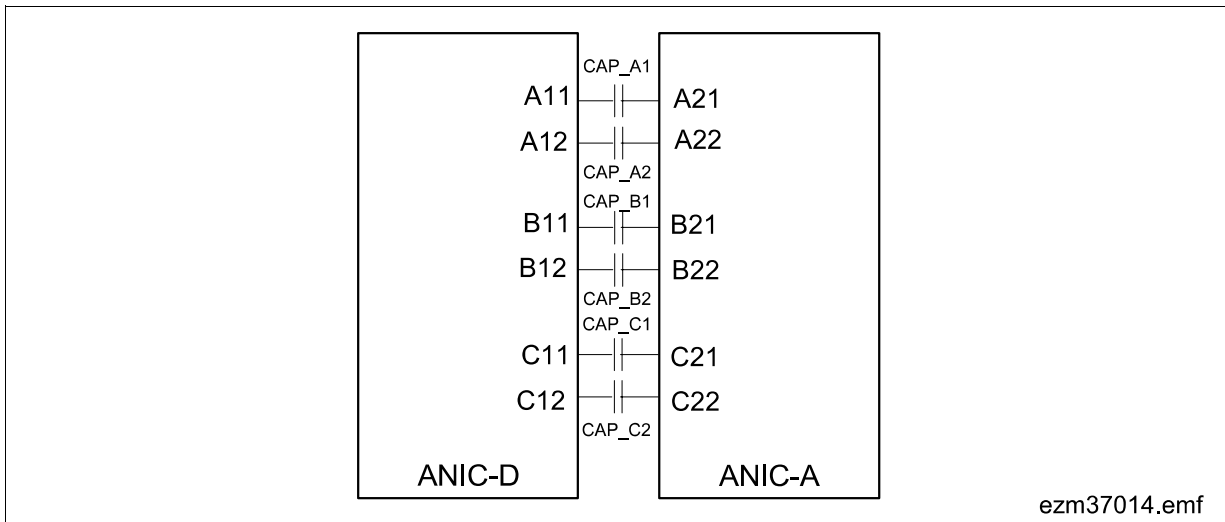 CAP_A1
A11 A21
A12 A22
CAP_A2
CAP_B1
B11 B21
B12 B22
CAP_B2
CAP_C1
C11 C21
C12 C22
CAP_C2
ANIC-D ANIC-A
ezm37014.emf